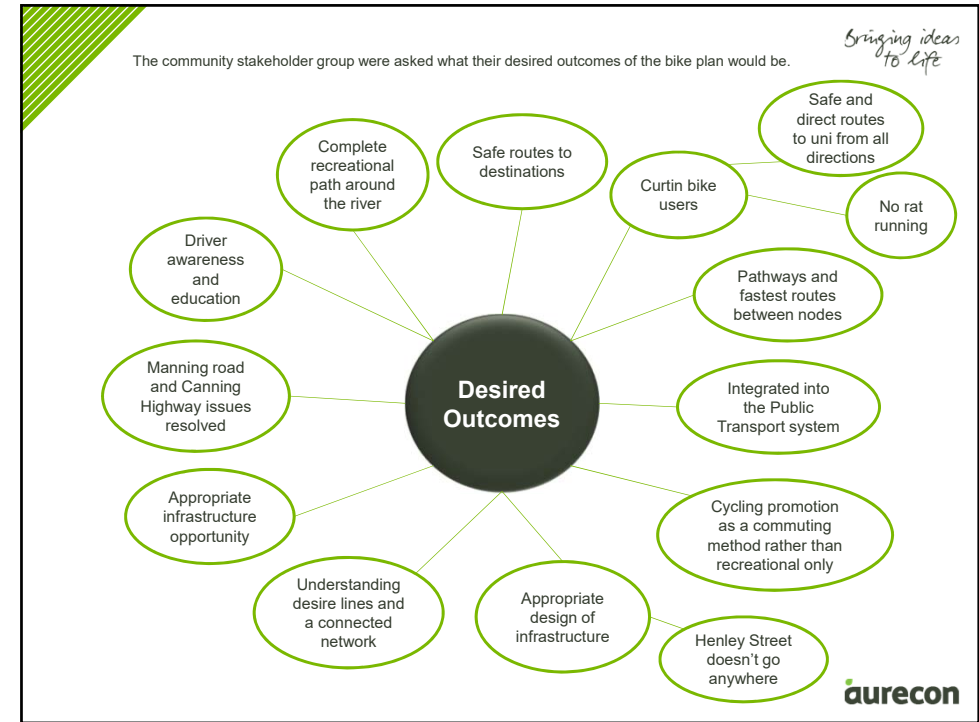 Bringing ideas
to life
The community stakeholder group were asked what their desired outcomes of the bike plan would be.
Safe and
direct routes
to uni from all
directions
Complete
recreational
path around
the river
Safe routes to
destinations
Curtin bike
users
No rat
running
Driver
awareness
and
education
Pathways and
fastest routes
between nodes
Manning road
and Canning
Highway issues
resolved
Desired
Outcomes
Integrated into
the Public
Transport system
Appropriate
infrastructure
opportunity
Cycling promotion
as a commuting
method rather than
recreational only
Understanding
desire lines and
a connected
network
Appropriate
design of
infrastructure
Henley Street
doesn’t go
anywhere
aurecon